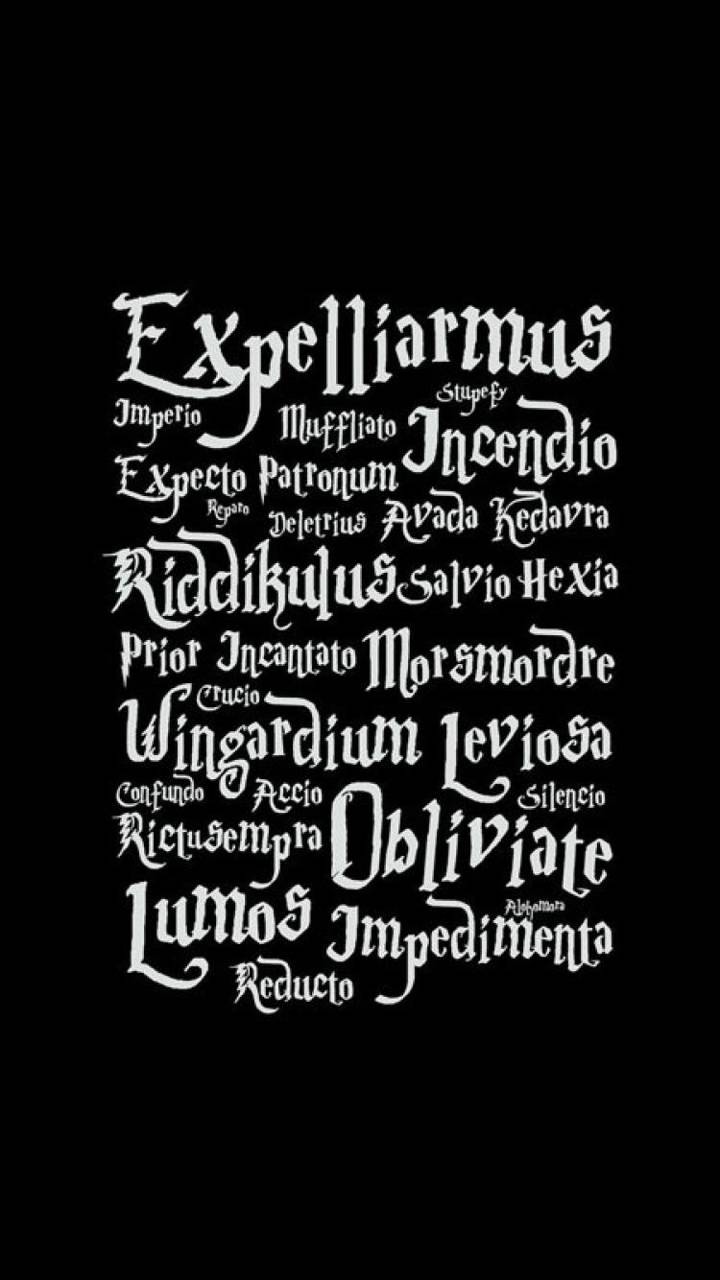 Expelliarmus
Stupefy
Imperio Muffliato Incendio
Expecto Patronum
Reparo Deletrius Avada Kedavra
Riddikulus Salvio Hexia
Prior Incantato Morsmordre
Crucio
Wingardium Leviosa
Confundo Accio Silencio
Rictusempra Obliviate
Alohomora
Lumos Impedimenta
Reducto